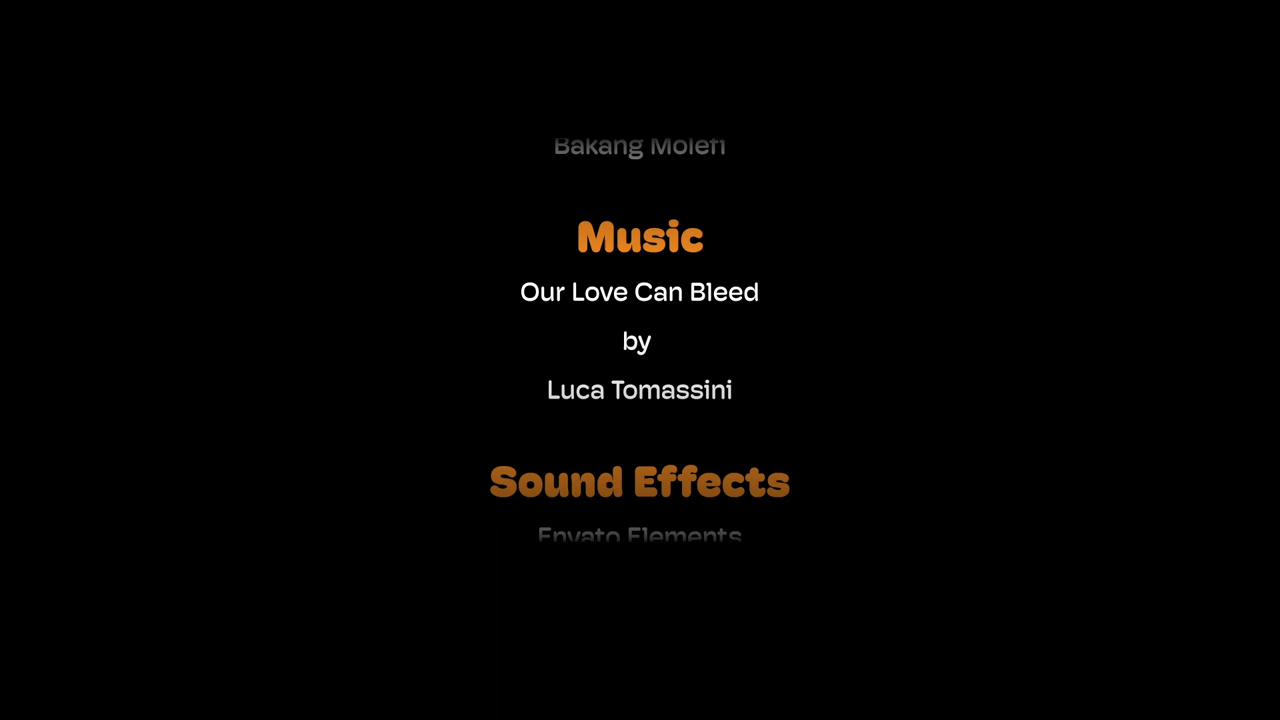 Bakang Molefi
Music
Our Love Can Bleed
by
Luca Tomassini
Sound Effects
Envato Elements